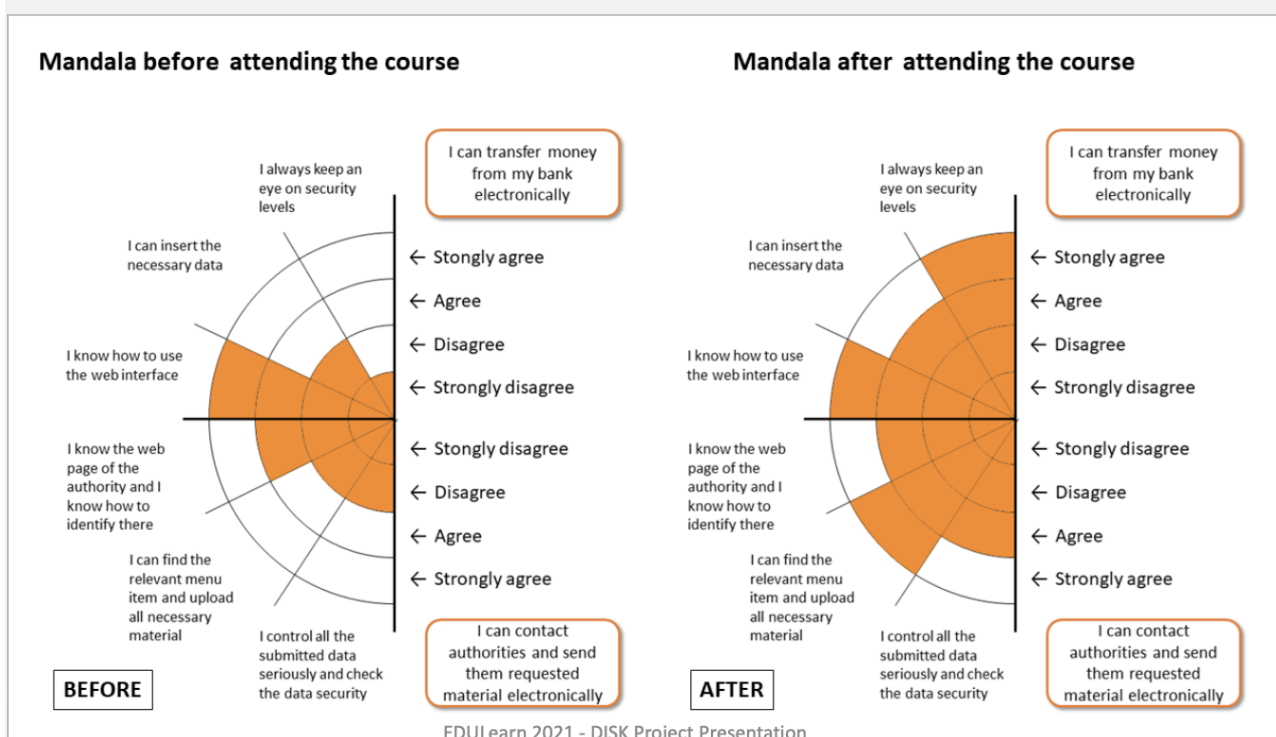 Mandala before attending the course
I can transfer money
from my bank
electronically
I always keep an
eye on security
levels
I can insert the
necessary data
I know how to use
the web interface
I know the web
page of the
authority and I
know how to
identify there
I can find the
relevant menu
item and upload
all necessary
material
I control all the
submitted data
seriously and check
the data security
← Stongly agree
← Agree
← Disagree
← Strongly disagree
← Stongly disagree
← Disagree
← Agree
← Strongly agree
I can contact
authorities and send
them requested
material electronically
BEFORE
Mandala after attending the course
I can transfer money
from my bank
electronically
I always keep an
eye on security
levels
I can insert the
necessary data
I know how to use
the web interface
I know the web
page of the
authority and I
know how to
identify there
I can find the
relevant menu
item and upload
all necessary
material
I control all the
submitted data
seriously and check
the data security
← Stongly agree
← Agree
← Disagree
← Strongly disagree
← Stongly disagree
← Disagree
← Agree
← Strongly agree
I can contact
authorities and send
them requested
material electronically
AFTER
EDULearn 2021 - DISK Project Presentation